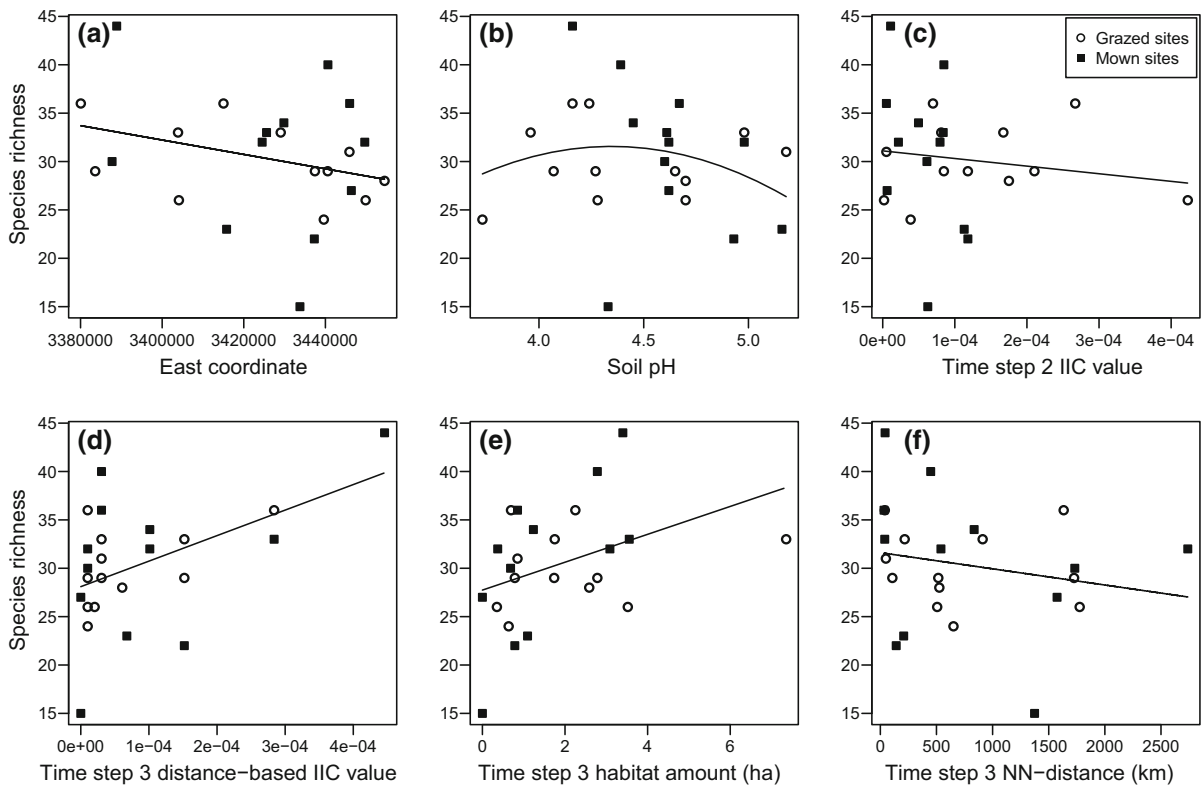 (a)
(b)
(c)
Grazed sites
Mown sites
Species richness
45
40
35
30
25
20
15
45
40
35
30
25
20
15
45
40
35
30
25
20
15
3380000 3400000 3420000 3440000
4.0 4.5 5.0
0e+00 1e−04 2e−04 3e−04 4e−04
East coordinate
Soil pH
Time step 2 IIC value
(d)
(e)
(f)
Species richness
45
40
35
30
25
20
15
45
40
35
30
25
20
15
45
40
35
30
25
20
15
0e+00 1e−04 2e−04 3e−04 4e−04
0 2 4 6
0 500 1000 1500 2000 2500
Time step 3 distance−based IIC value
Time step 3 habitat amount (ha)
Time step 3 NN−distance (km)